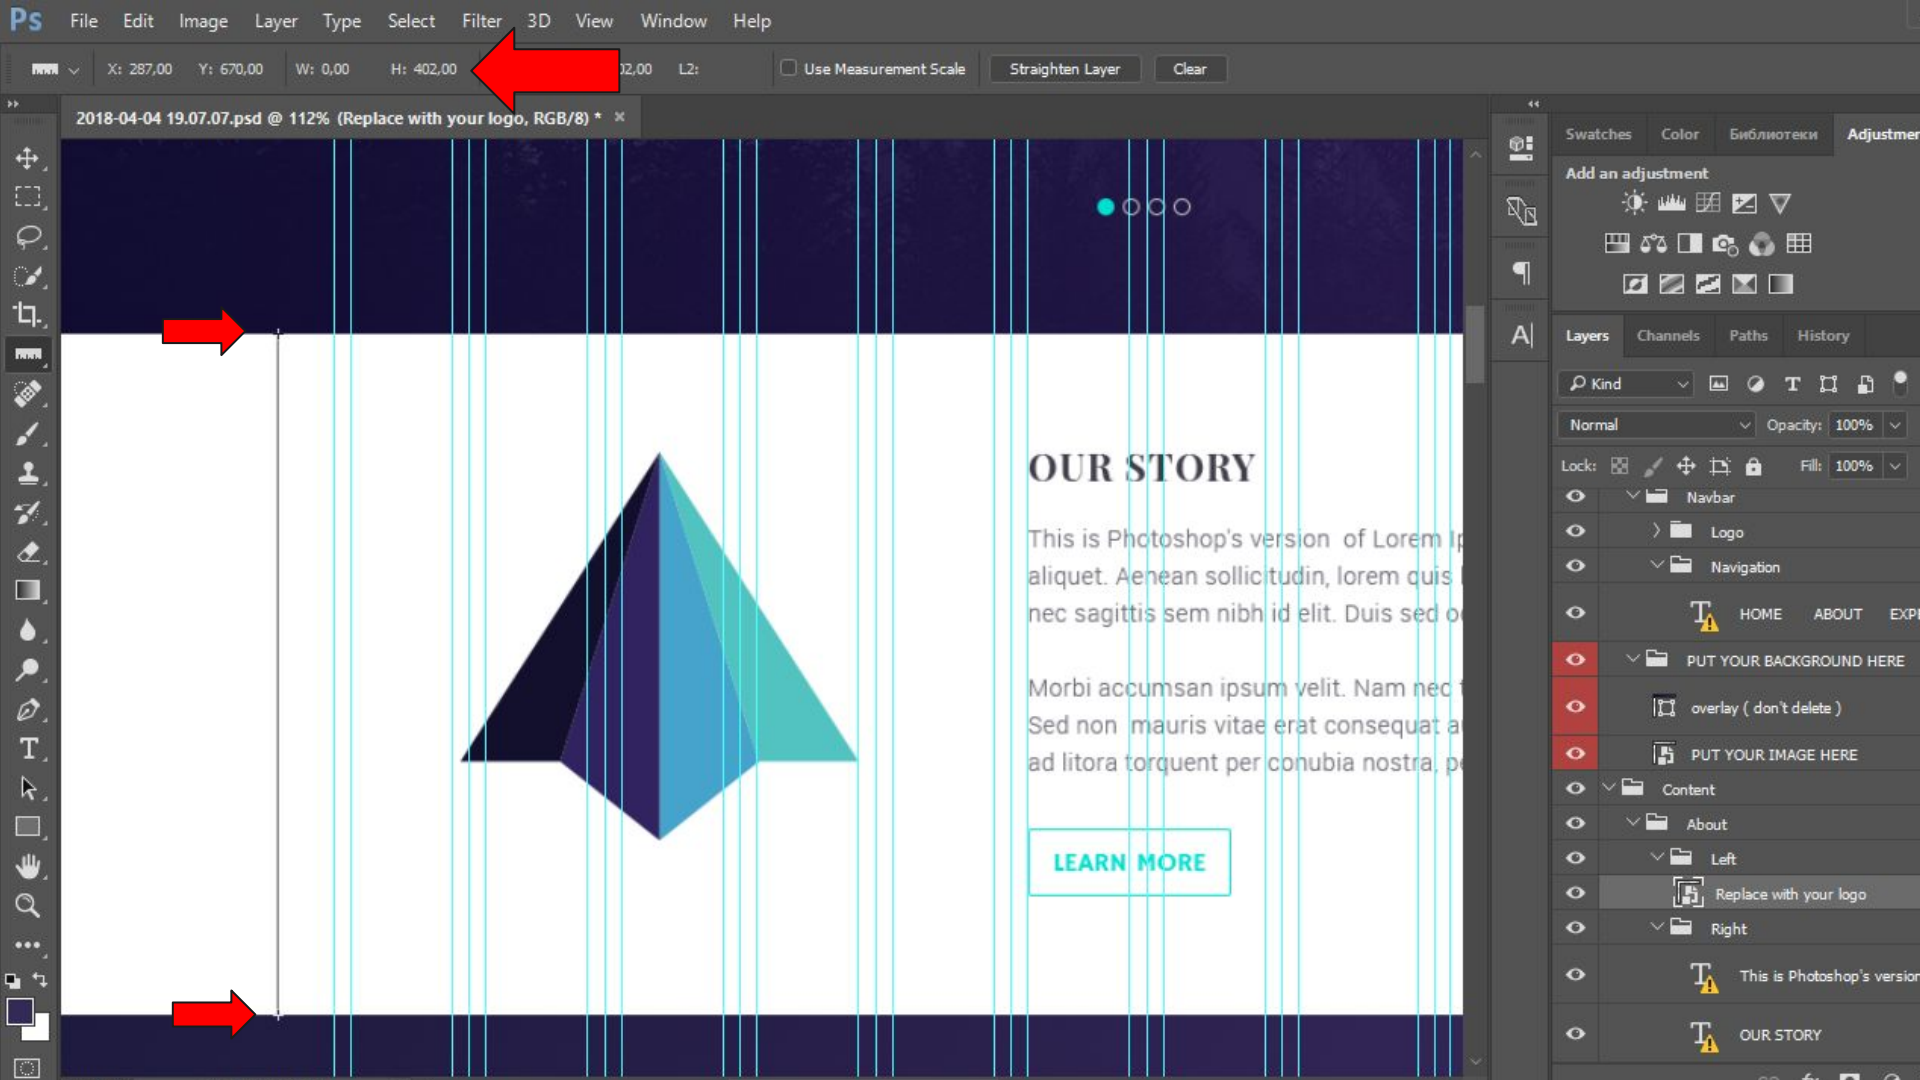 Ps File Edit Image Layer Type Select Filter 3D View Window Help
X: 287,00 Y: 670,00 W: 0,00 H: 402,00 02,00 L2: Use Measurement Scale Straighten Layer Clear
2018-04-04 19.07.07.psd @ 112% (Replace with your logo, RGB/8) * ×
Swatches Color Библиотеки Adjustmen
Add an adjustment
Layers Channels Paths History
Kind
Normal Opacity: 100%
Lock: Fill: 100%
Navbar
Logo
Navigation
HOME ABOUT EXP
PUT YOUR BACKGROUND HERE
overlay ( don't delete )
PUT YOUR IMAGE HERE
Content
About
Left
Replace with your logo
Right
This is Photoshop's version
OUR STORY
OUR STORY
This is Photoshop's version of Lorem Ip
aliquet. Aenean sollicitudin, lorem quis
nec sagittis sem nibh id elit. Duis sed o
Morbi accumsan ipsum velit. Nam nec t
Sed non mauris vitae erat consequat a
ad litora torquent per conubia nostra, p
LEARN MORE